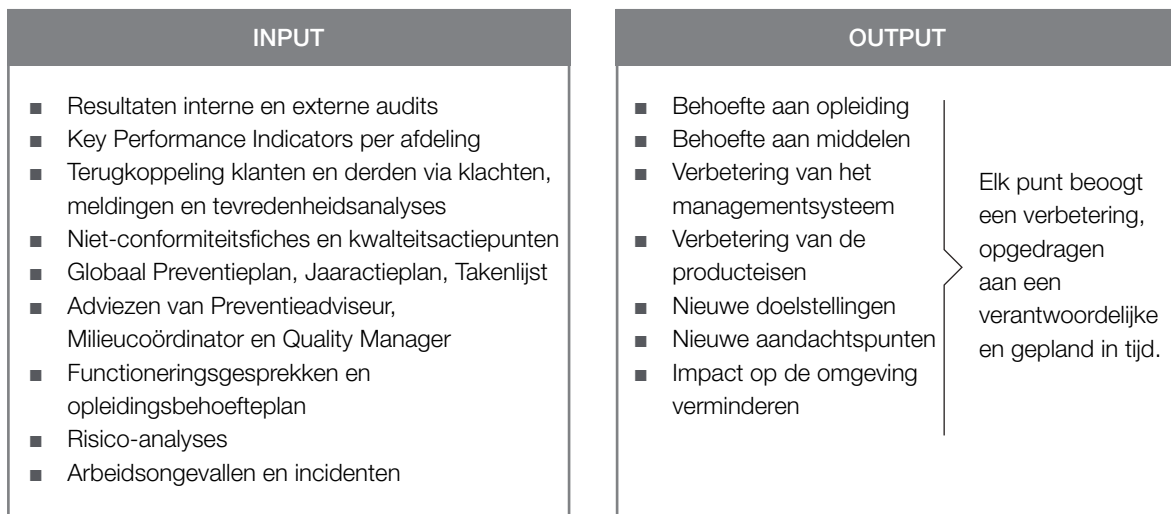 INPUT
■ Resultaten interne en externe audits
■ Key Performance Indicators per afdeling
■ Terugkoppeling klanten en derden via klachten,
meldingen en tevredenheidsanalyses
■ Niet-conformiteitsfiches en kwalteitsactiepunten
■ Globaal Preventieplan, Jaaractieplan, Takenlijst
■ Adviezen van Preventieadviseur,
Milieucoördinator en Quality Manager
■ Functioneringsgesprekken en
opleidingsbehoefteplan
■ Risico-analyses
■ Arbeidsongevallen en incidenten
OUTPUT
■ Behoefte aan opleiding
■ Behoefte aan middelen
■ Verbetering van het
managementsysteem
■ Verbetering van de
producteisen
■ Nieuwe doelstellingen
■ Nieuwe aandachtspunten
■ Impact op de omgeving
verminderen
Elk punt beoogt
een verbetering,
opgedragen
aan een
verantwoordelijke
en gepland in tijd.